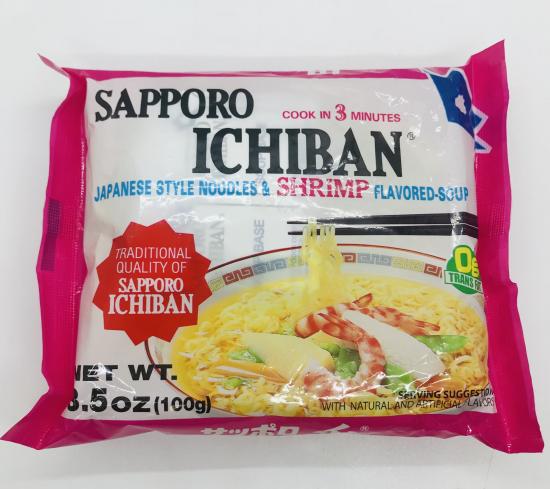 SAPPORO
COOK IN 3 MINUTES
ICHIBAN®
JAPANESE STYLE NOODLES & SHRIMP FLAVORED-SOUP
TRADITIONAL
QUALITY OF
SAPPORO
ICHIBAN
0g
TRANS
NET WT.
3.5OZ(100g)
SERVING SUGGESTION
WITH NATURAL AND ARTIFICIAL FLAVORS
サッポロ一